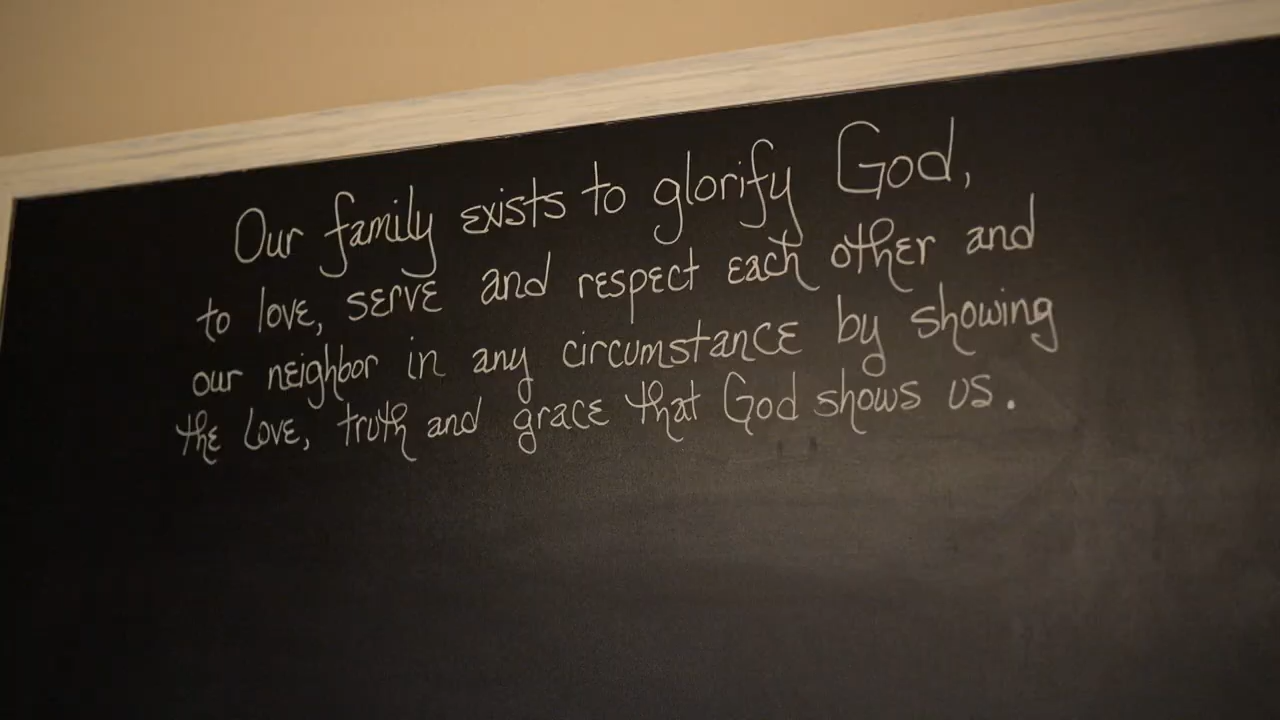 Our family exists to glorify God,
to love, serve and respect each other and
our neighbor in any circumstance by showing
the love, truth and grace that God shows us.